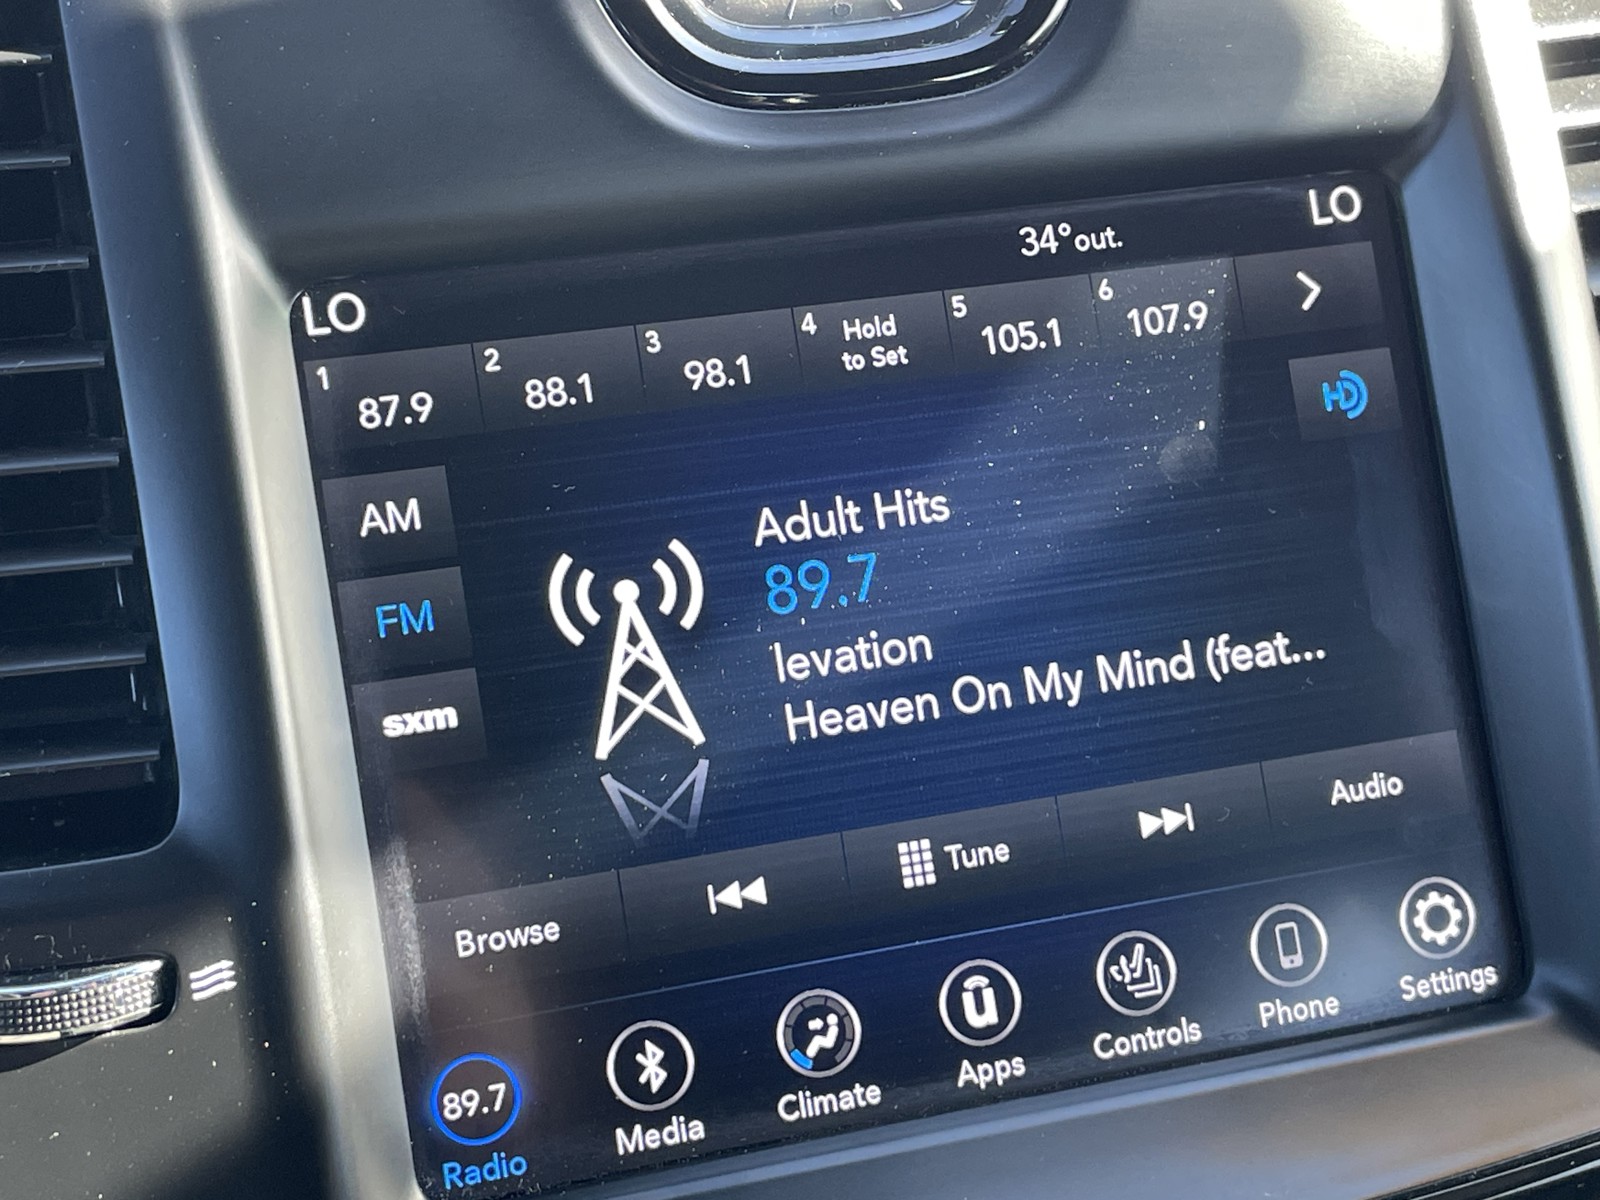 LO
34° out.
LO
1 87.9
2 88.1
3 98.1
4 Hold to Set
5 105.1
6 107.9
HD
AM
FM
sxm
Adult Hits
89.7
levation
Heaven On My Mind (feat...
Browse
Tune
Audio
89.7
Radio
Media
Climate
Apps
Controls
Phone
Settings